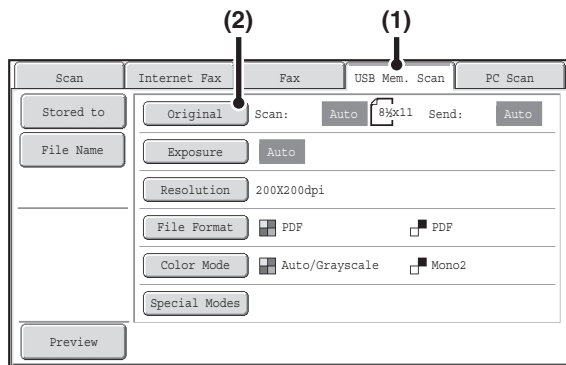 (2) (1)
Scan Internet Fax Fax USB Mem. Scan PC Scan
Stored to Original Scan: Auto 8½x11 Send: Auto
File Name Exposure Auto
Resolution 200X200dpi
File Format PDF PDF
Color Mode Auto/Grayscale Mono2
Special Modes
Preview